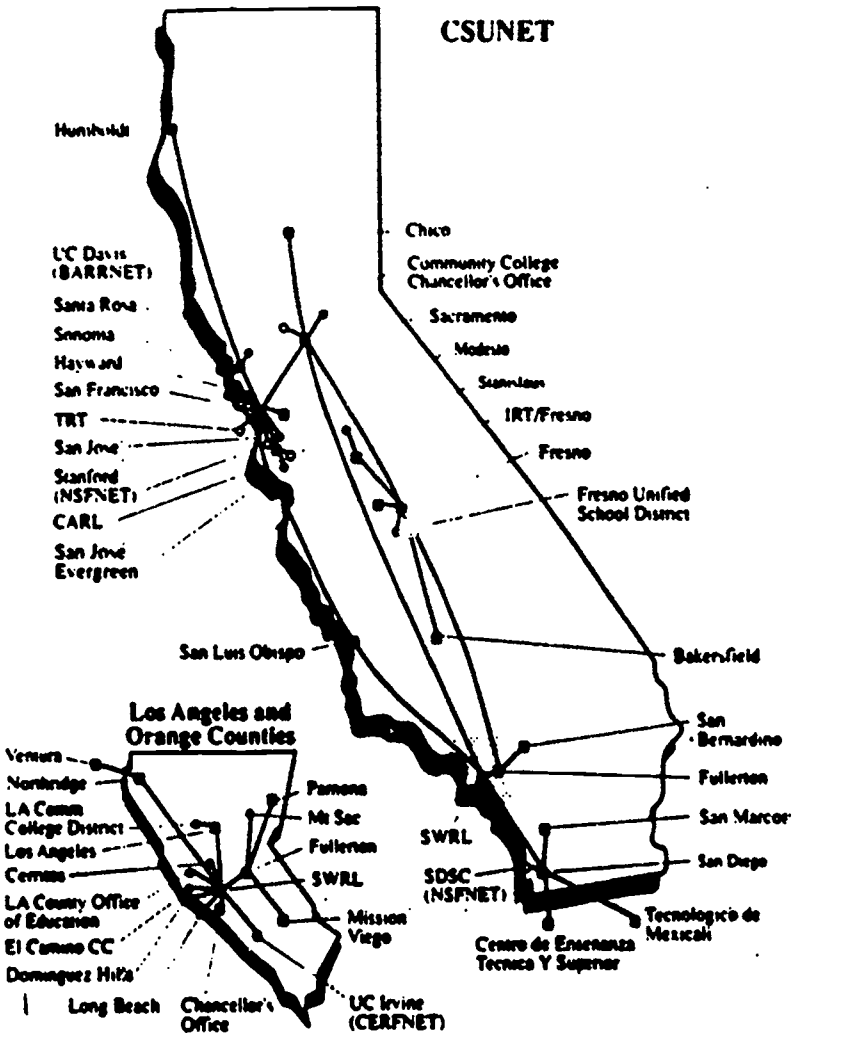 CSUNET
Humboldt
Chico
UC Davis
(BARRNET)
Community College
Chancellor's Office
Santa Rosa
Sacramento
Sonoma
Modesto
Hayward
Stanislaus
San Francisco
IRT/Fresno
TRT
San Jose
Fresno
Stanford
(NSFNET)
Fresno Unified
School District
CARL
San Jose
Evergreen
San Luis Obispo
Bakersfield
Los Angeles and
Orange Counties
San
Bernardino
Ventura
Northridge
Pomona
Fullerton
LA Comm
College District
Mt Sac
San Marcos
Los Angeles
Fullerton
SWRL
Cerritos
SWRL
SDSC
(NSFNET)
San Diego
LA County Office
of Education
Mission
Viego
Tecnologico de
Mexicali
El Camino CC
Centro de Ensenanza
Tecnica Y Superior
Dominguez Hills
Long Beach
Chancellor's
Office
UC Irvine
(CERFNET)